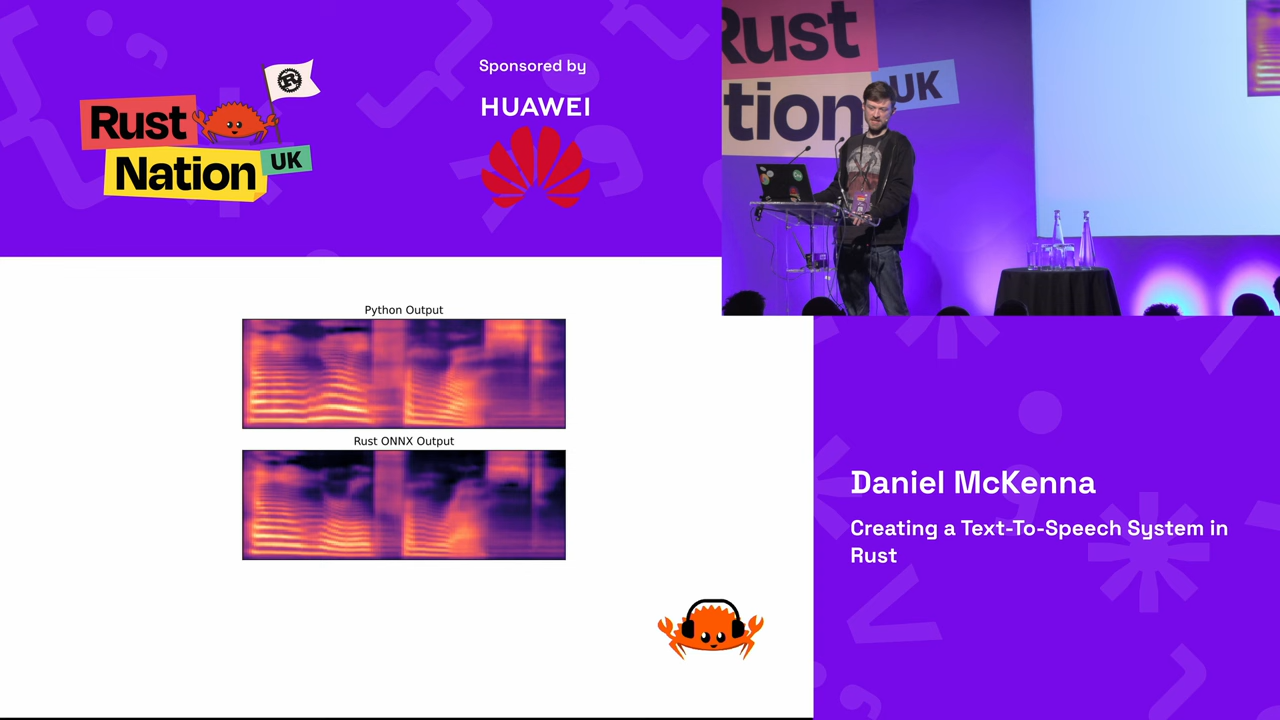 Rust
Nation
UK
Sponsored by
HUAWEI
Rust
tion
UK
Python Output
Rust ONNX Output
Daniel McKenna
Creating a Text-To-Speech System in
Rust